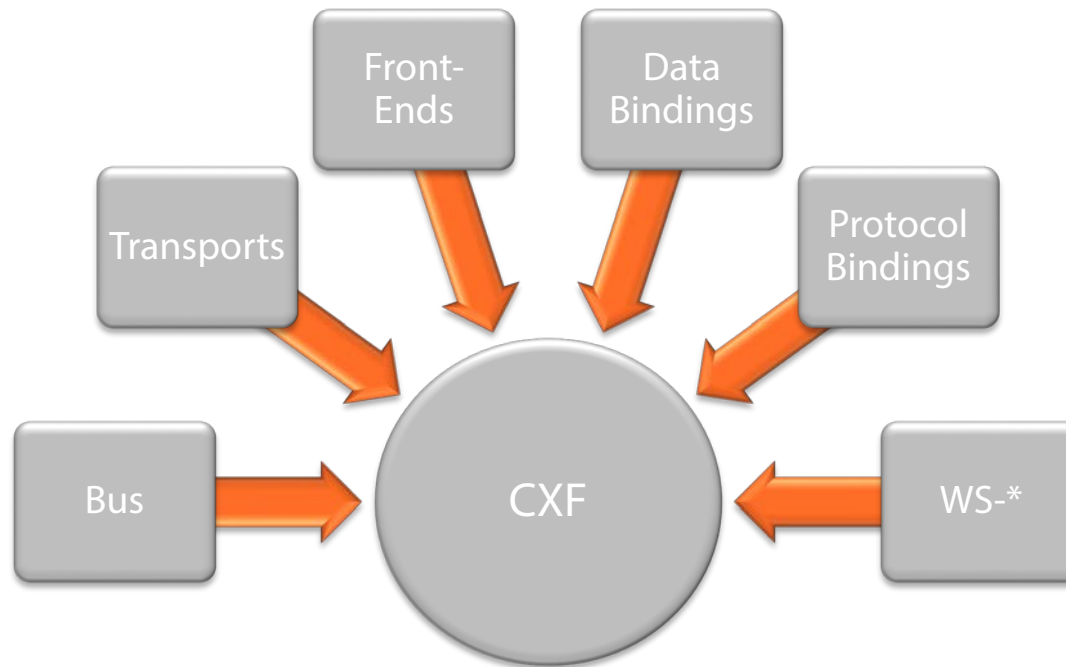 Front-
Ends
Data
Bindings
Transports
Protocol
Bindings
Bus
CXF
WS-*